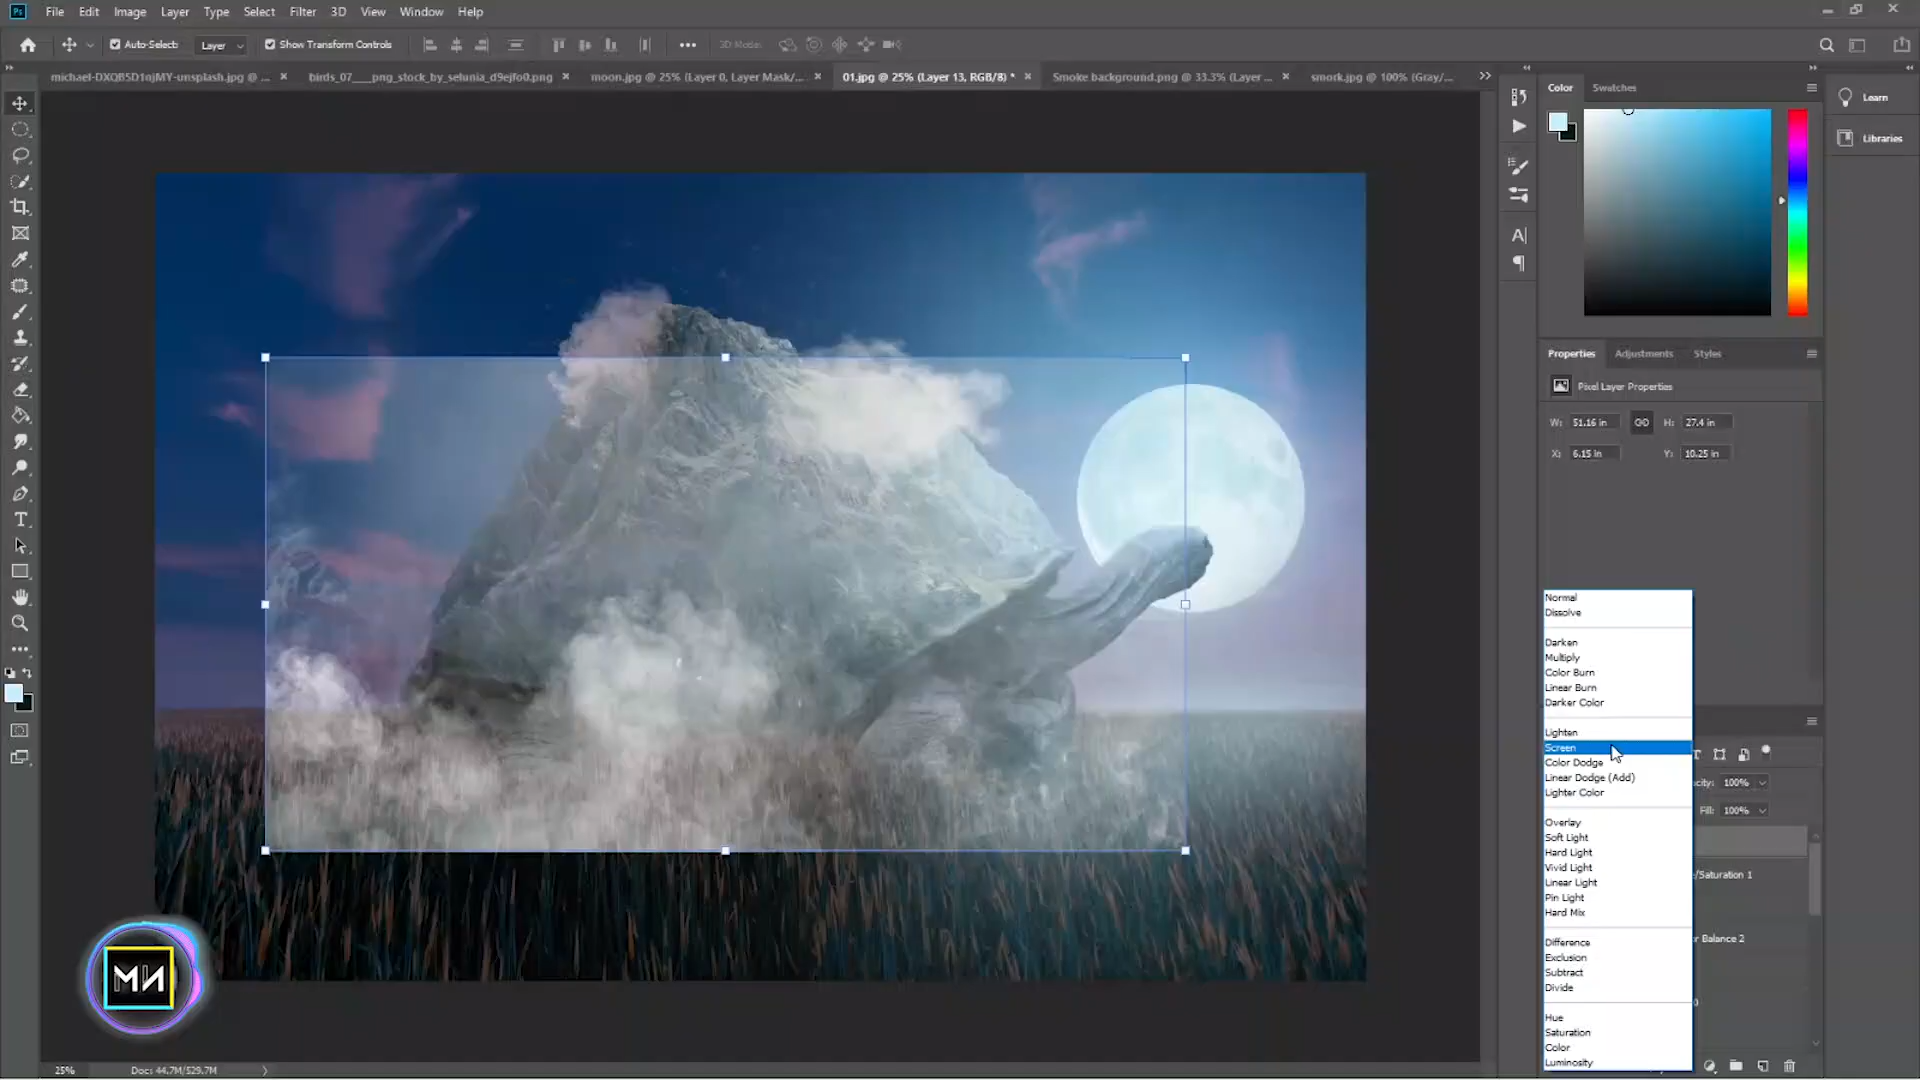 Ps File Edit Image Layer Type Select Filter 3D View Window Help
Auto-Select: Layer Show Transform Controls ••• 3D Mode:
michael-DXQB5D1ojMY-unsplash.jpg @ ... × birds_07____png_stock_by_selunia_d9ejfo0.png × moon.jpg @ 25% (Layer 0, Layer Mask/... × 01.jpg @ 25% (Layer 13, RGB/8) * × Smoke background.png @ 33.3% (Layer ... × smork.jpg @ 100% (Gray/...
Color Swatches
Learn
Libraries
Properties Adjustments Styles
Pixel Layer Properties
W: 51.16 in H: 27.4 in
X: 6.15 in Y: 10.25 in
Normal
Dissolve
Darken
Multiply
Color Burn
Linear Burn
Darker Color
Lighten
Screen
Color Dodge
Linear Dodge (Add)
Lighter Color
Overlay
Soft Light
Hard Light
Vivid Light
Linear Light
Pin Light
Hard Mix
Difference
Exclusion
Subtract
Divide
Hue
Saturation
Color
Luminosity
city: 100%
Fill: 100%
/Saturation 1
r Balance 2
MN
25% Doc: 44.7M/529.7M